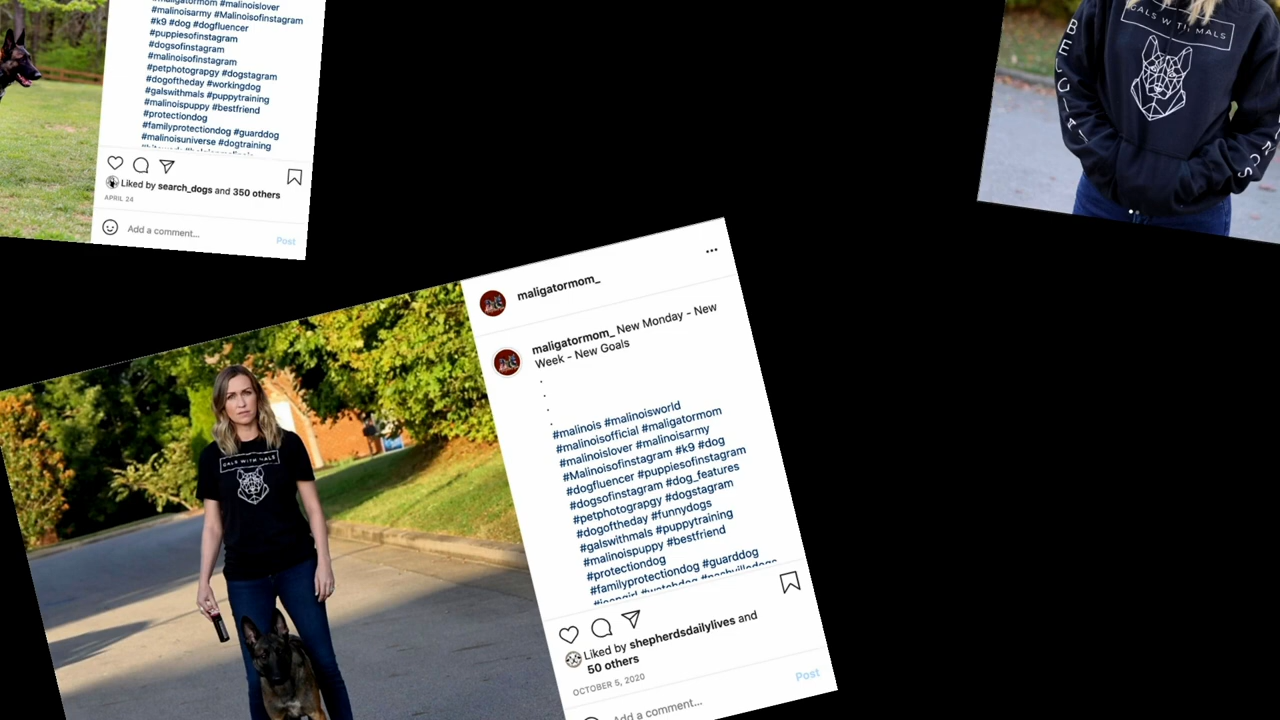 #maligatormom #malinoislover
#malinoisarmy #Malinoisofinstagram
#k9 #dog #dogfluencer
#puppiesofinstagram
#dogsofinstagram
#malinoisofinstagram
#petphotograpgy #dogstagram
#dogoftheday #workingdog
#galswithmals #puppytraining
#malinoispuppy #bestfriend
#protectiondog
#familyprotectiondog #guarddog
#malinoisuniverse #dogtraining
Liked by search_dogs and 350 others
APRIL 24
Add a comment...
Post
GALS WITH MALS
maligatormom_
maligatormom_ New Monday - New
Week - New Goals
.
.
.
.
#malinois #malinoisworld
#malinoisofficial #maligatormom
#malinoislover #malinoisarmy
#Malinoisofinstagram #k9 #dog
#dogfluencer #puppiesofinstagram
#dogsofinstagram #dog_features
#petphotograpgy #dogstagram
#dogoftheday #funnydogs
#galswithmals #puppytraining
#malinoispuppy #bestfriend
#protectiondog
#familyprotectiondog #guarddog
Liked by shepherdsdailylives and
50 others
OCTOBER 5, 2020
Add a comment...
Post
GALS WITH MALS